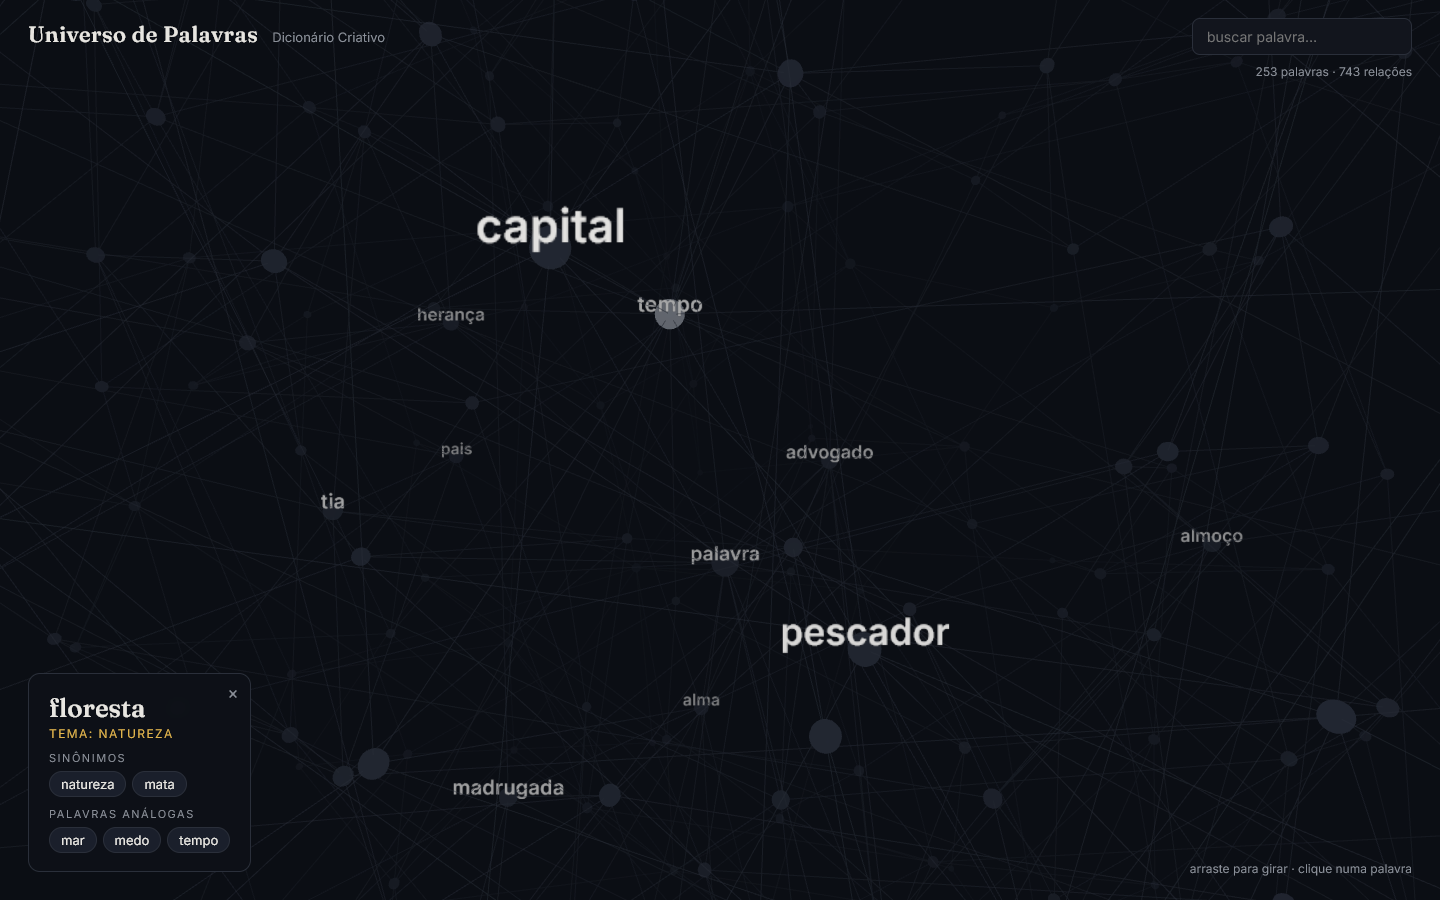 Universo de Palavras Dicionário Criativo
buscar palavra...
253 palavras · 743 relações
capital
tempo
herança
pais
advogado
tia
almoço
palavra
pescador
alma
madrugada
floresta ×
TEMA: NATUREZA
SINÔNIMOS
natureza mata
PALAVRAS ANÁLOGAS
mar medo tempo
arraste para girar · clique numa palavra